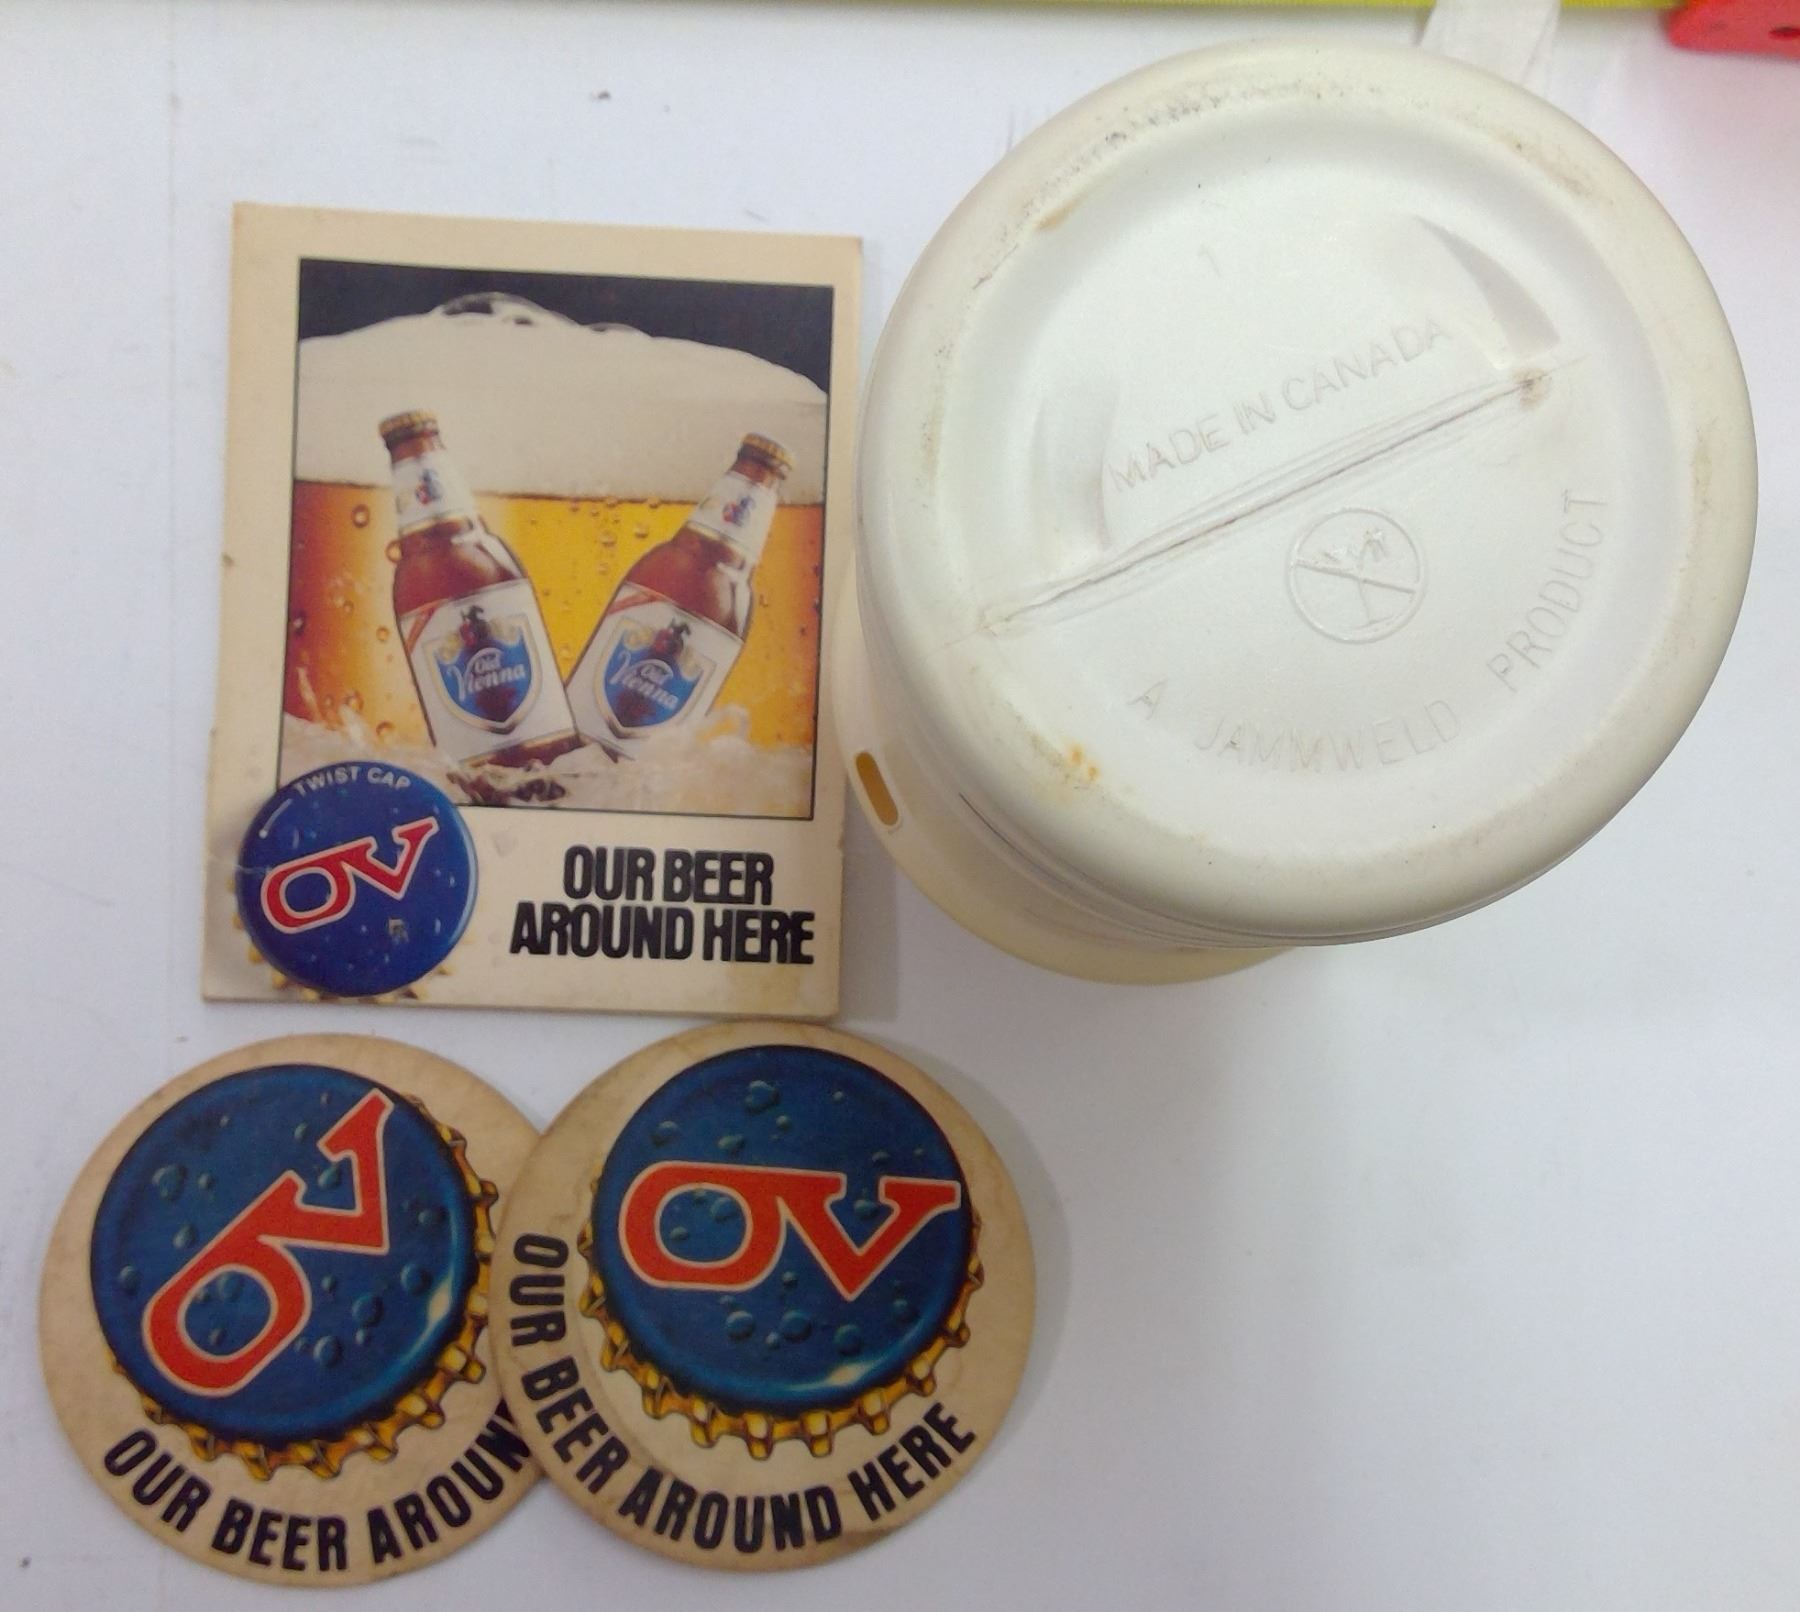 Old
Vienna
Old
Vienna
TWIST CAP
OV
OUR BEER
AROUND HERE
1
MADE IN CANADA
A JAMMWELD PRODUCT
OV
OUR BEER AROUN
OV
OUR BEER AROUND HERE